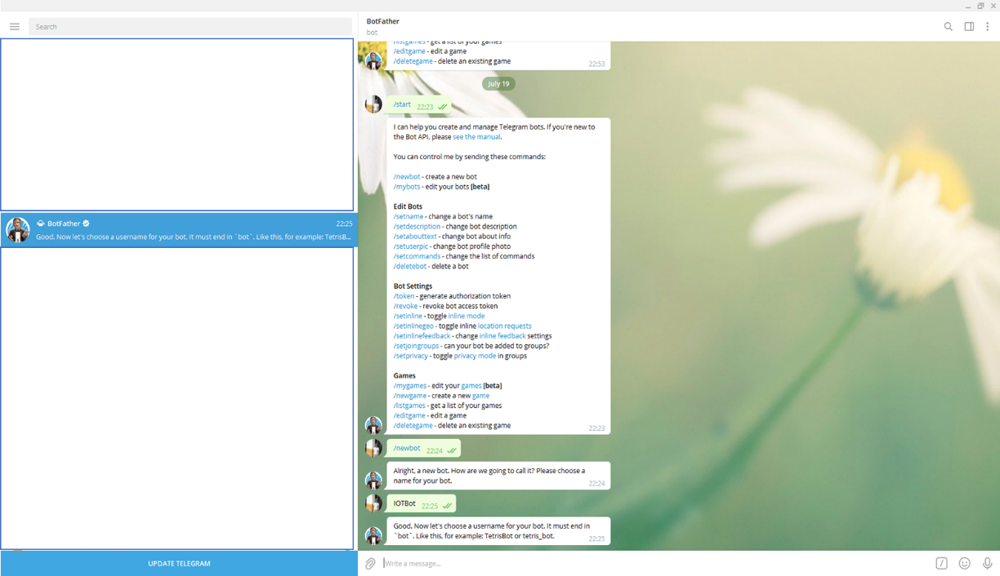 Search
BotFather
22:25
Good. Now let's choose a username for your bot. It must end in `bot`. Like this, for example: TetrisB...
UPDATE TELEGRAM
BotFather
bot
/listgames - get a list of your games
/editgame - edit a game
/deletegame - delete an existing game
22:53
July 19
/start 22:23
I can help you create and manage Telegram bots. If you're new to
the Bot API, please see the manual.
You can control me by sending these commands:
/newbot - create a new bot
/mybots - edit your bots [beta]
Edit Bots
/setname - change a bot's name
/setdescription - change bot description
/setabouttext - change bot about info
/setuserpic - change bot profile photo
/setcommands - change the list of commands
/deletebot - delete a bot
Bot Settings
/token - generate authorization token
/revoke - revoke bot access token
/setinline - toggle inline mode
/setinlinegeo - toggle inline location requests
/setinlinefeedback - change inline feedback settings
/setjoingroups - can your bot be added to groups?
/setprivacy - toggle privacy mode in groups
Games
/mygames - edit your games [beta]
/newgame - create a new game
/listgames - get a list of your games
/editgame - edit a game
/deletegame - delete an existing game
22:23
/newbot 22:24
Alright, a new bot. How are we going to call it? Please choose a
name for your bot.
22:24
IOTBot 22:25
Good. Now let's choose a username for your bot. It must end in
`bot`. Like this, for example: TetrisBot or tetris_bot.
22:25
Write a message...